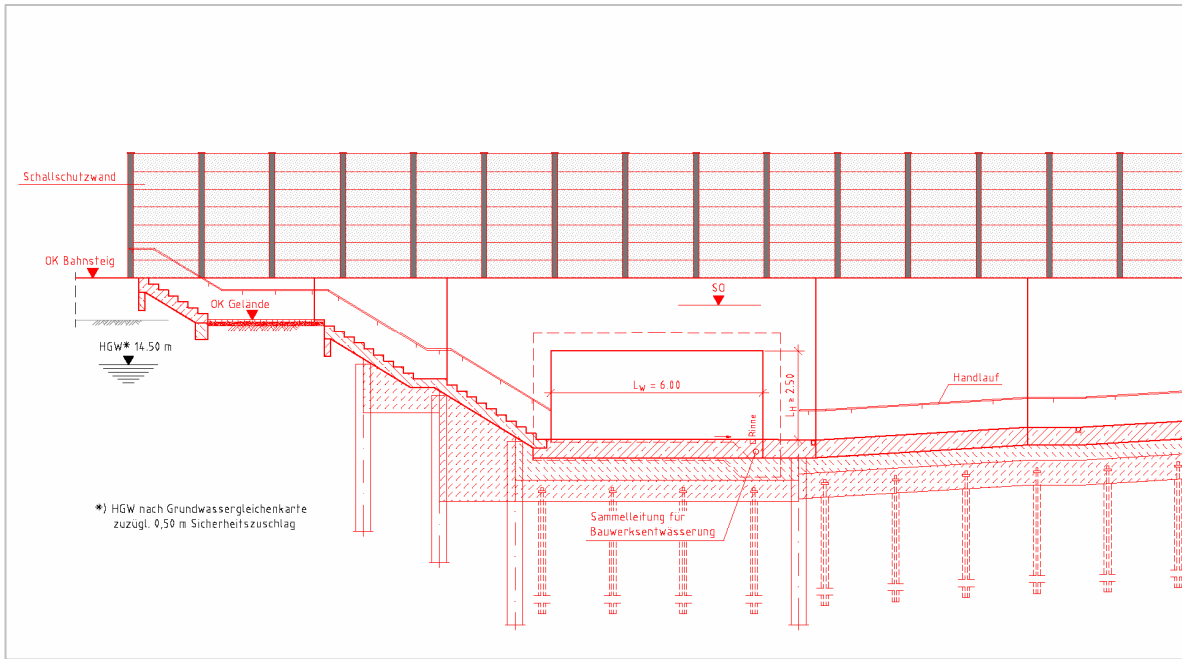 Schallschutzwand
OK Bahnsteig
SO
OK Gelände
HGW* 14.50 m
Lw = 6.00
LH ≥ 2.50
Handlauf
Rinne
*) HGW nach Grundwassergleichenkarte
zuzügl. 0,50 m Sicherheitszuschlag
Sammelleitung für
Bauwerksentwässerung